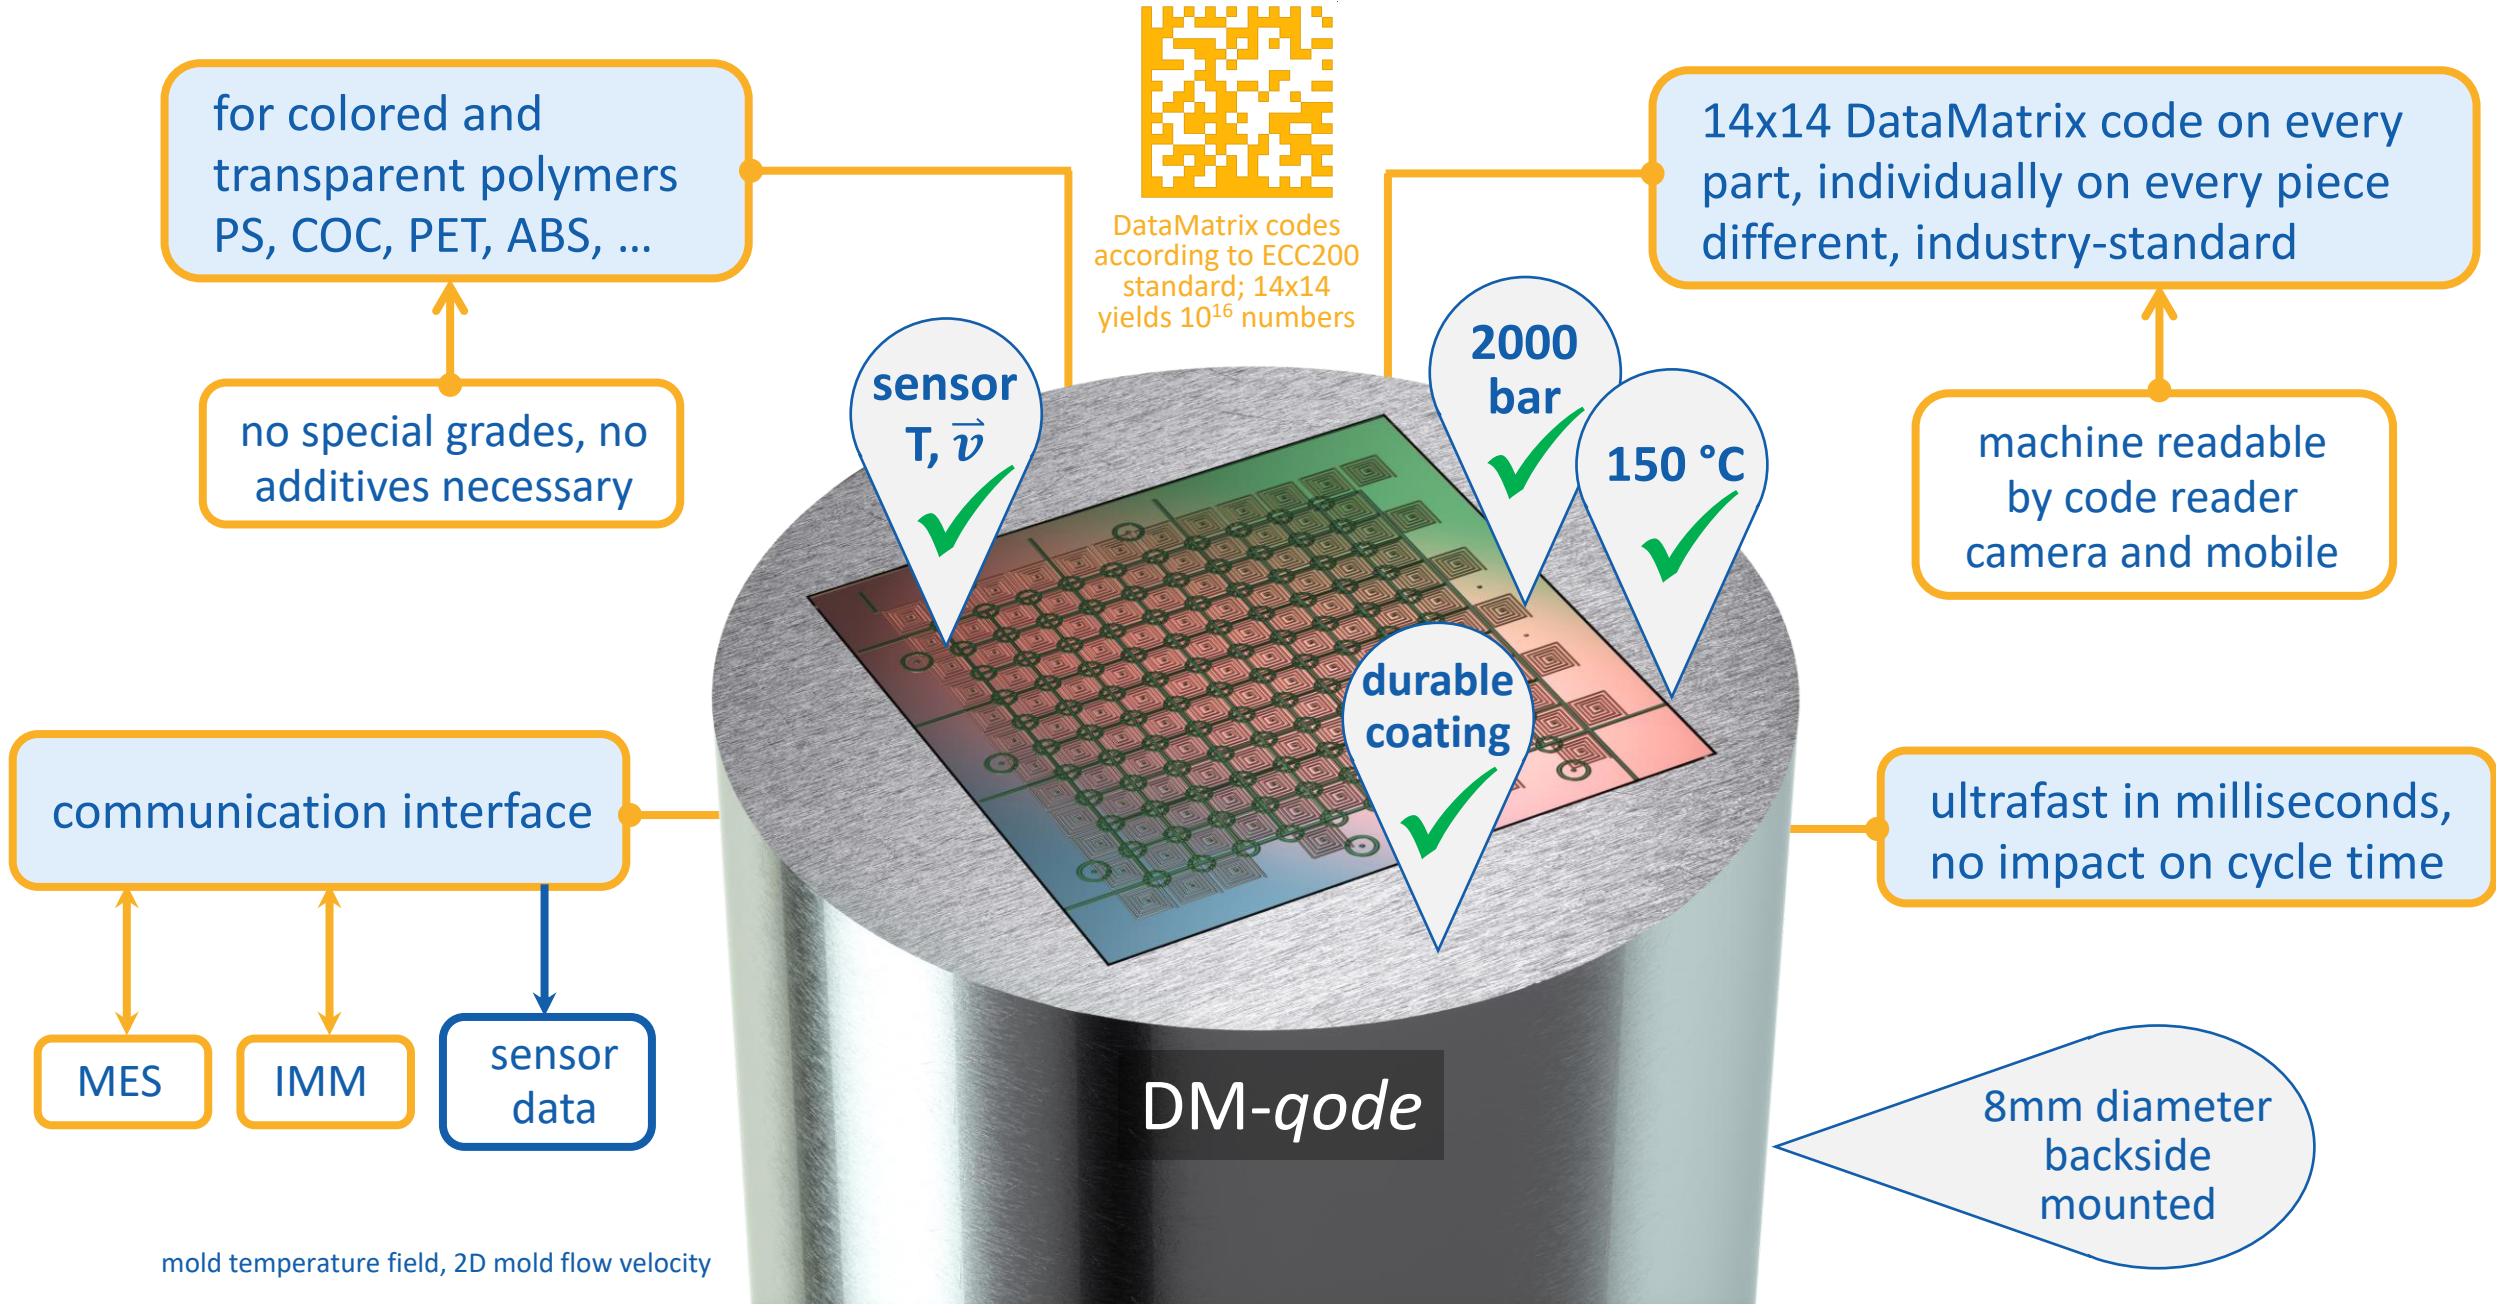 for colored and
transparent polymers
PS, COC, PET, ABS, ...
no special grades, no
additives necessary
DataMatrix codes
according to ECC200
standard; 14x14
yields 10¹⁶ numbers
14x14 DataMatrix code on every
part, individually on every piece
different, industry-standard
machine readable
by code reader
camera and mobile
sensor
T, v⃗
2000
bar
150 °C
durable
coating
communication interface
MES
IMM
sensor
data
ultrafast in milliseconds,
no impact on cycle time
DM-qode
8mm diameter
backside
mounted
mold temperature field, 2D mold flow velocity